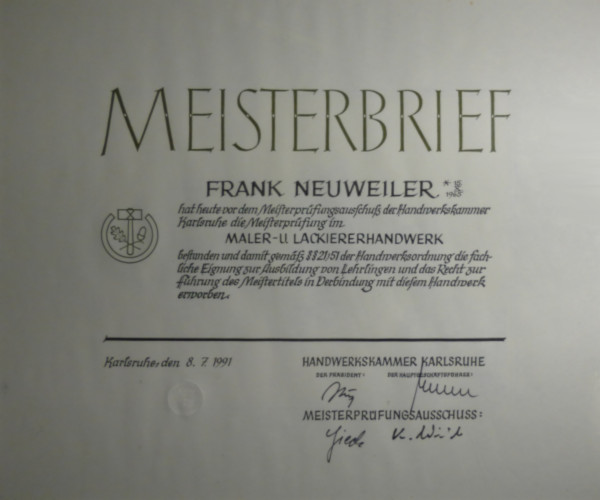 MEISTERBRIEF
FRANK NEUWEILER
hat heute vor dem Meisterprüfungsausschuß der Handwerkskammer
Karlsruhe die Meisterprüfung im
MALER-U. LACKIERERHANDWERK
bestanden und damit gemäß §§ 21/51 der Handwerksordnung die fach-
liche Eignung zur Ausbildung von Lehrlingen und das Recht zur
Führung des Meistertitels in Verbindung mit diesem Handwerk
erworben.
Karlsruhe, den 8. 7. 1991
HANDWERKSKAMMER KARLSRUHE
DER PRÄSIDENT: DER HAUPTGESCHÄFTSFÜHRER:
MEISTERPRÜFUNGSAUSSCHUSS: